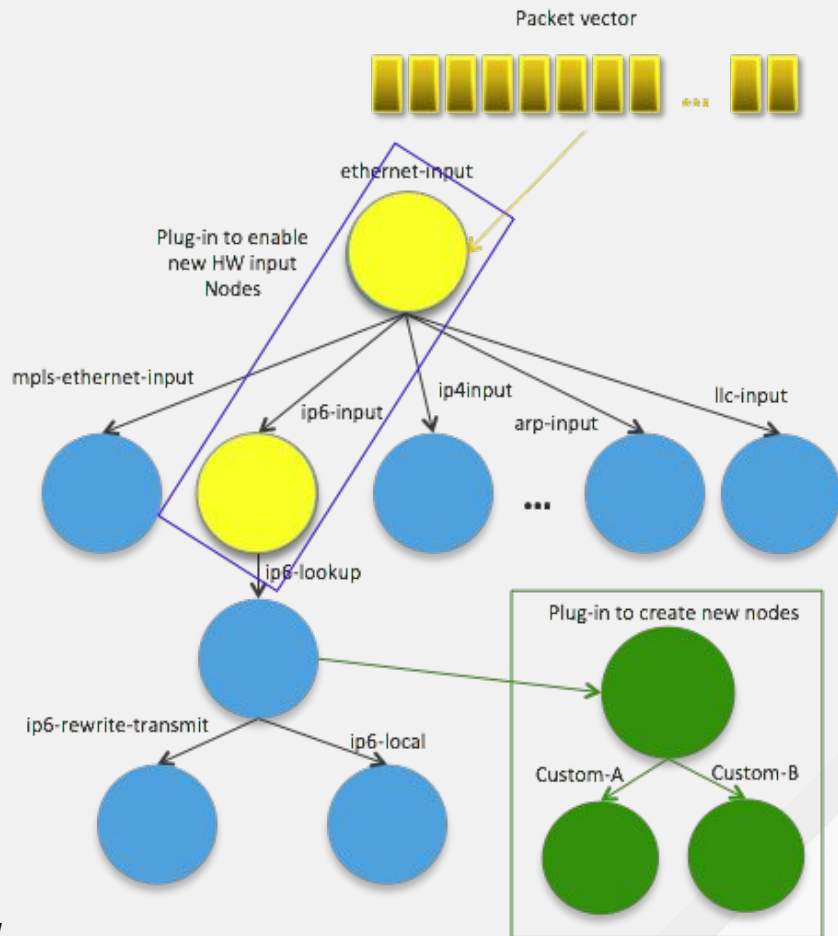 Packet vector
...
ethernet-input
Plug-in to enable
new HW input
Nodes
mpls-ethernet-input
ip6-input
ip4input
arp-input
llc-input
...
ip6-lookup
Plug-in to create new nodes
ip6-rewrite-transmit
ip6-local
Custom-A
Custom-B